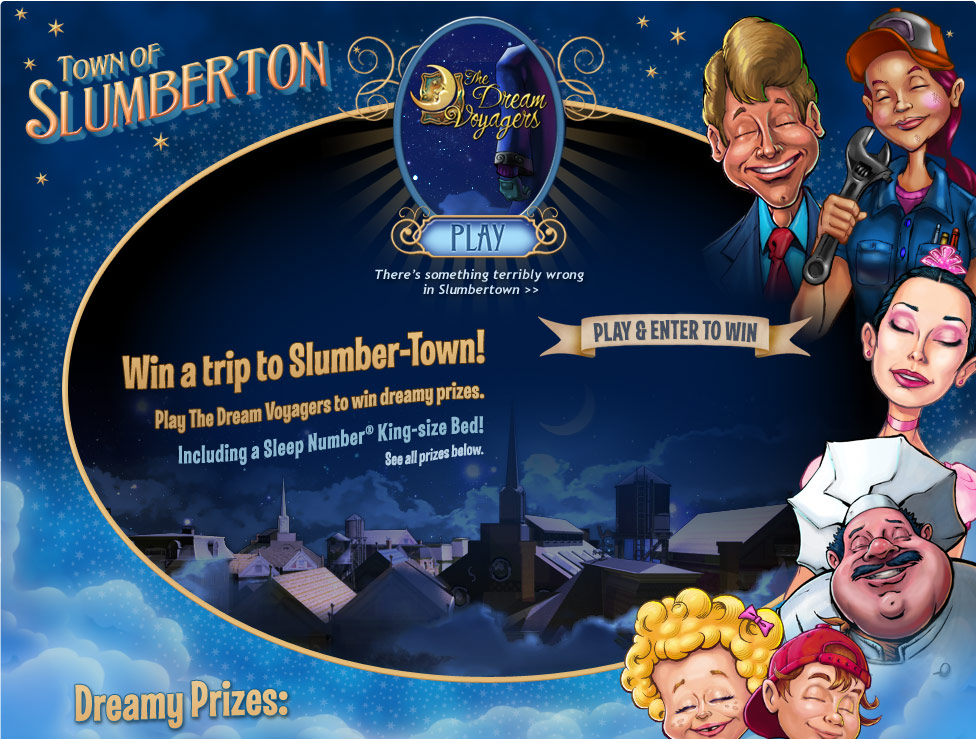 TOWN OF
SLUMBERTON
The
Dream
Voyagers
PLAY
There's something terribly wrong
in Slumbertown >>
PLAY & ENTER TO WIN
Win a trip to Slumber-Town!
Play The Dream Voyagers to win dreamy prizes.
Including a Sleep Number® King-size Bed!
See all prizes below.
Dreamy Prizes: